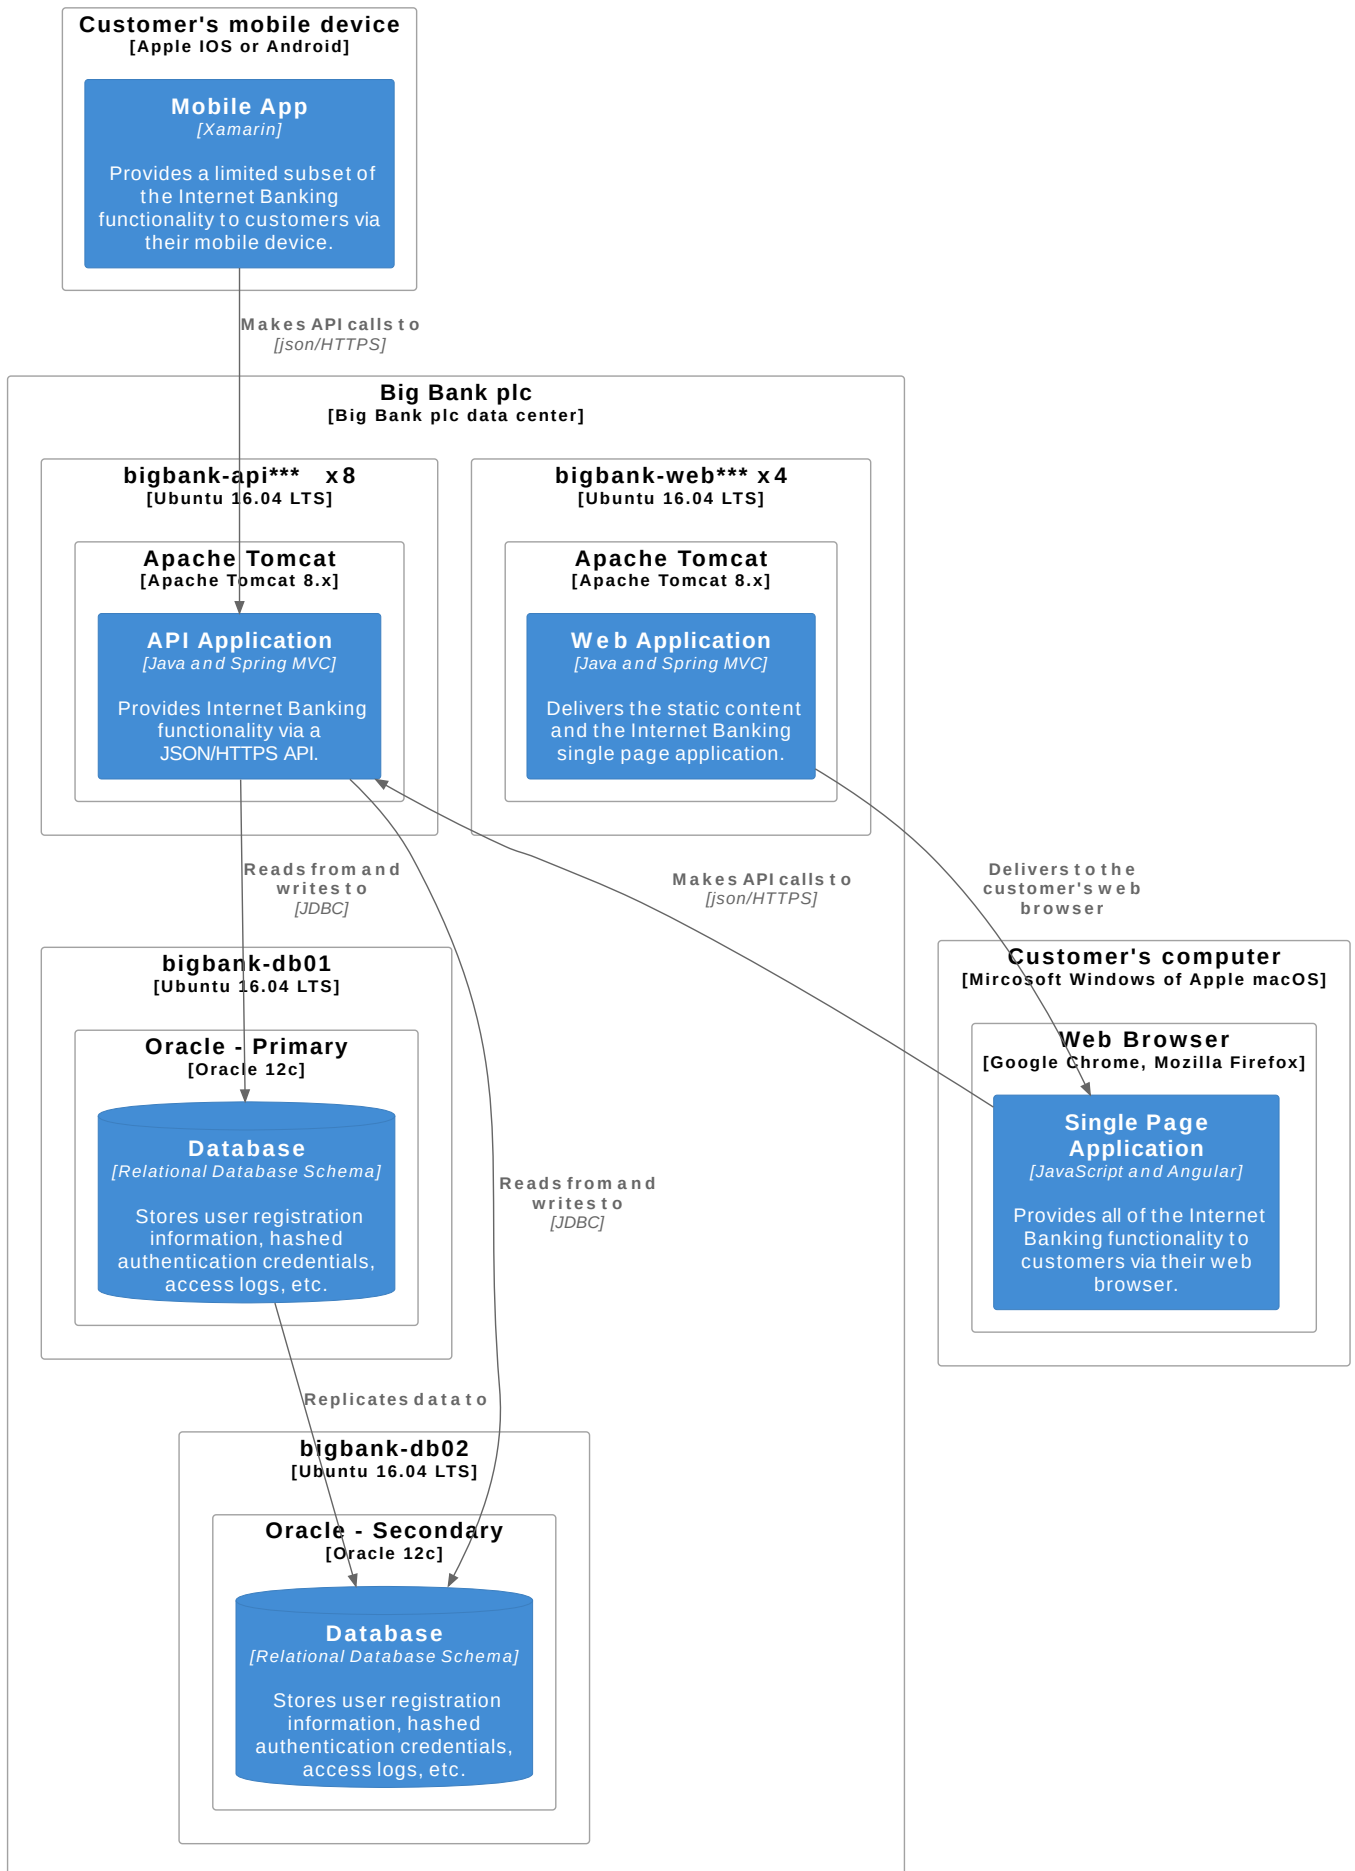 Customer's mobile device
[Apple IOS or Android]
Mobile App
[Xamarin]
Provides a limited subset of
the Internet Banking
functionality to customers via
their mobile device.
Makes API calls to
[json/HTTPS]
Big Bank plc
[Big Bank plc data center]
bigbank-api*** x8
[Ubuntu 16.04 LTS]
Apache Tomcat
[Apache Tomcat 8.x]
API Application
[Java and Spring MVC]
Provides Internet Banking
functionality via a
JSON/HTTPS API.
bigbank-web*** x4
[Ubuntu 16.04 LTS]
Apache Tomcat
[Apache Tomcat 8.x]
Web Application
[Java and Spring MVC]
Delivers the static content
and the Internet Banking
single page application.
Reads from and
writes to
[JDBC]
Makes API calls to
[json/HTTPS]
Delivers to the
customer's web
browser
bigbank-db01
[Ubuntu 16.04 LTS]
Oracle - Primary
[Oracle 12c]
Database
[Relational Database Schema]
Stores user registration
information, hashed
authentication credentials,
access logs, etc.
Reads from and
writes to
[JDBC]
Customer's computer
[Mircosoft Windows of Apple macOS]
Web Browser
[Google Chrome, Mozilla Firefox]
Single Page
Application
[JavaScript and Angular]
Provides all of the Internet
Banking functionality to
customers via their web
browser.
Replicates data to
bigbank-db02
[Ubuntu 16.04 LTS]
Oracle - Secondary
[Oracle 12c]
Database
[Relational Database Schema]
Stores user registration
information, hashed
authentication credentials,
access logs, etc.